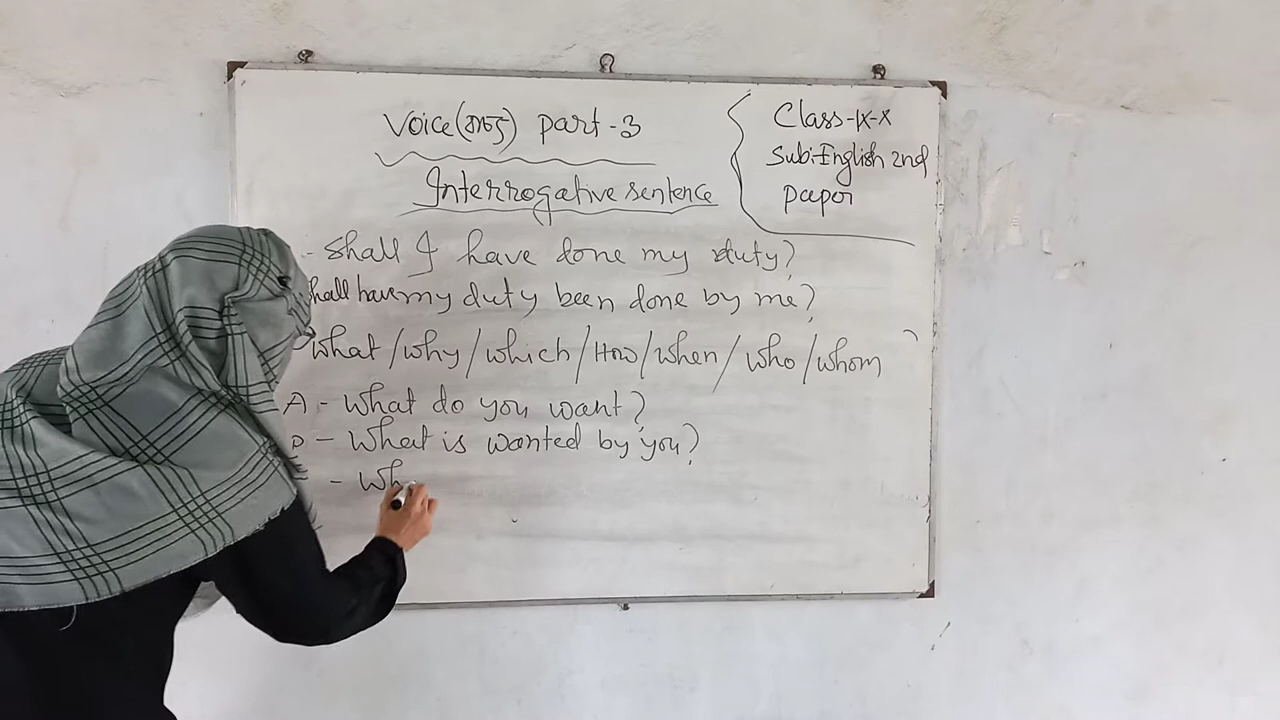 Voice(বাচ্য) part-3
Interrogative sentence
Class-IX-X
Sub:-English 2nd
paper
- Shall I have done my duty?
Shall have my duty been done by me?
What/why/which/How/when/who/whom
A - What do you want?
P - What is wanted by you?
- Wh